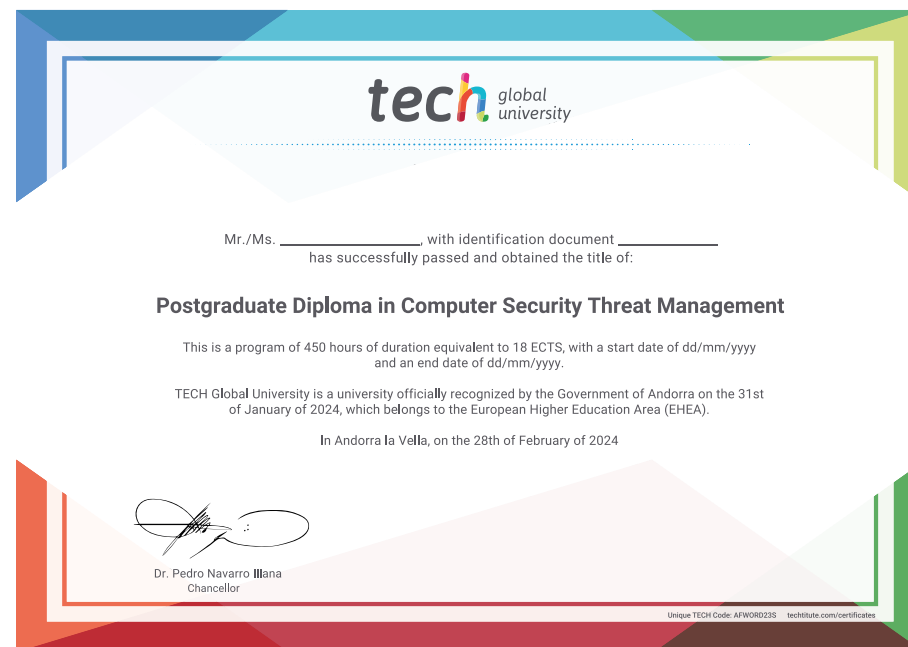 tech global university
Mr./Ms. ____________, with identification document ____________
has successfully passed and obtained the title of:
Postgraduate Diploma in Computer Security Threat Management
This is a program of 450 hours of duration equivalent to 18 ECTS, with a start date of dd/mm/yyyy
and an end date of dd/mm/yyyy.
TECH Global University is a university officially recognized by the Government of Andorra on the 31st
of January of 2024, which belongs to the European Higher Education Area (EHEA).
In Andorra la Vella, on the 28th of February of 2024
Dr. Pedro Navarro Illana
Chancellor
Unique TECH Code: AFWORD23S techtitute.com/certificates